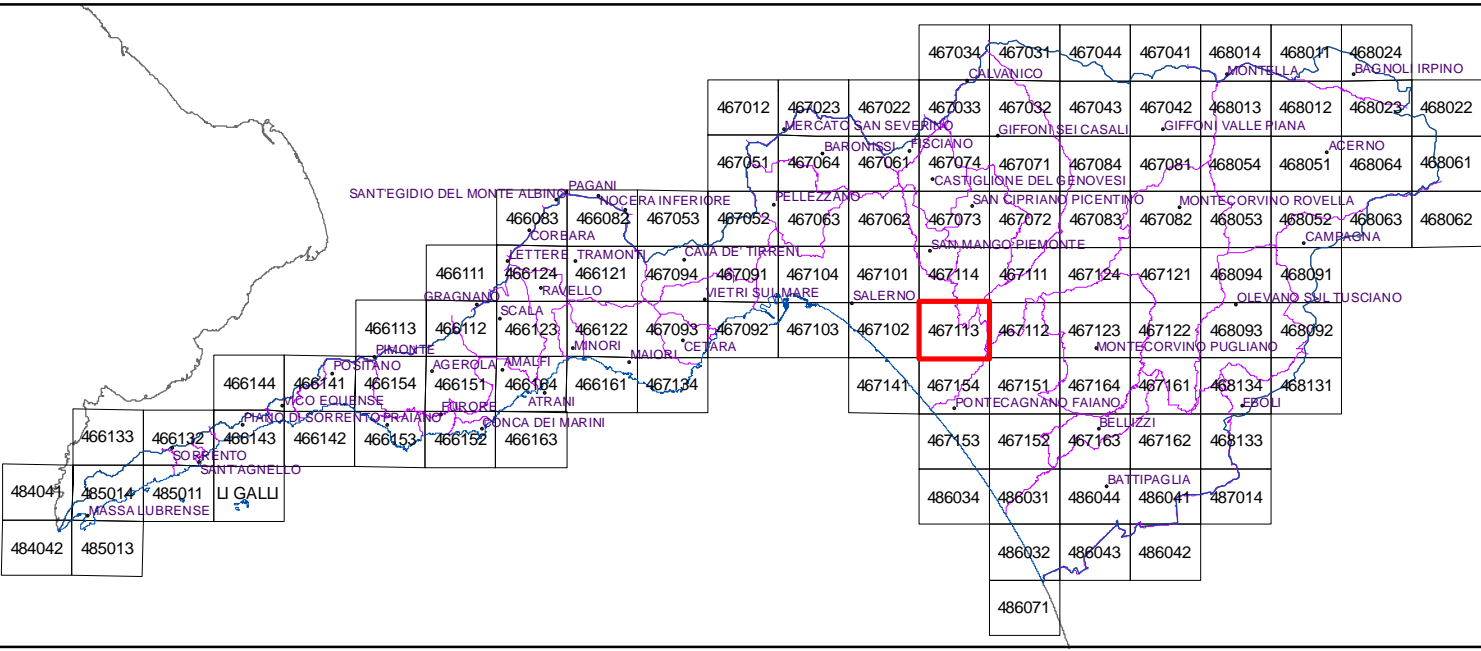 467034 467031 467044 467041 468014 468011 468024
CALVANICO MONTELLA BAGNOLI IRPINO
467012 467023 467022 467033 467032 467043 467042 468013 468012 468023 468022
MERCATO SAN SEVERINO GIFFONI SEI CASALI GIFFONI VALLE PIANA
BARONISSI FISCIANO ACERNO
467051 467064 467061 467074 467071 467084 467081 468054 468051 468064 468061
CASTIGLIONE DEL GENOVESI
SANT'EGIDIO DEL MONTE ALBINO PAGANI
NOCERA INFERIORE PELLEZZANO SAN CIPRIANO PICENTINO MONTECORVINO ROVELLA
466083 466082 467053 467052 467063 467062 467073 467072 467083 467082 468053 468052 468063 468062
CORBARA CAMPAGNA
LETTERE TRAMONTI CAVA DE' TIRRENI SAN MANGO PIEMONTE
466111 466124 466121 467094 467091 467104 467101 467114 467111 467124 467121 468094 468091
RAVELLO
GRAGNANO VIETRI SUL MARE SALERNO OLEVANO SUL TUSCIANO
SCALA
466113 466112 466123 466122 467093 467092 467103 467102 467113 467112 467123 467122 468093 468092
PIMONTE MINORI CETARA MONTECORVINO PUGLIANO
POSITANO AGEROLA AMALFI MAIORI
466144 466141 466154 466151 466164 466161 467134 467141 467154 467151 467164 467161 468134 468131
VICO EQUENSE FURORE ATRANI PONTECAGNANO FAIANO EBOLI
PIANO DI SORRENTO PRAIANO CONCA DEI MARINI BELLIZZI
466133 466132 466143 466142 466153 466152 466163 467153 467152 467163 467162 468133
SORRENTO
SANT'AGNELLO
BATTIPAGLIA
484041 485014 485011 LI GALLI 486034 486031 486044 486041 487014
MASSA LUBRENSE
484042 485013 486032 486043 486042
486071